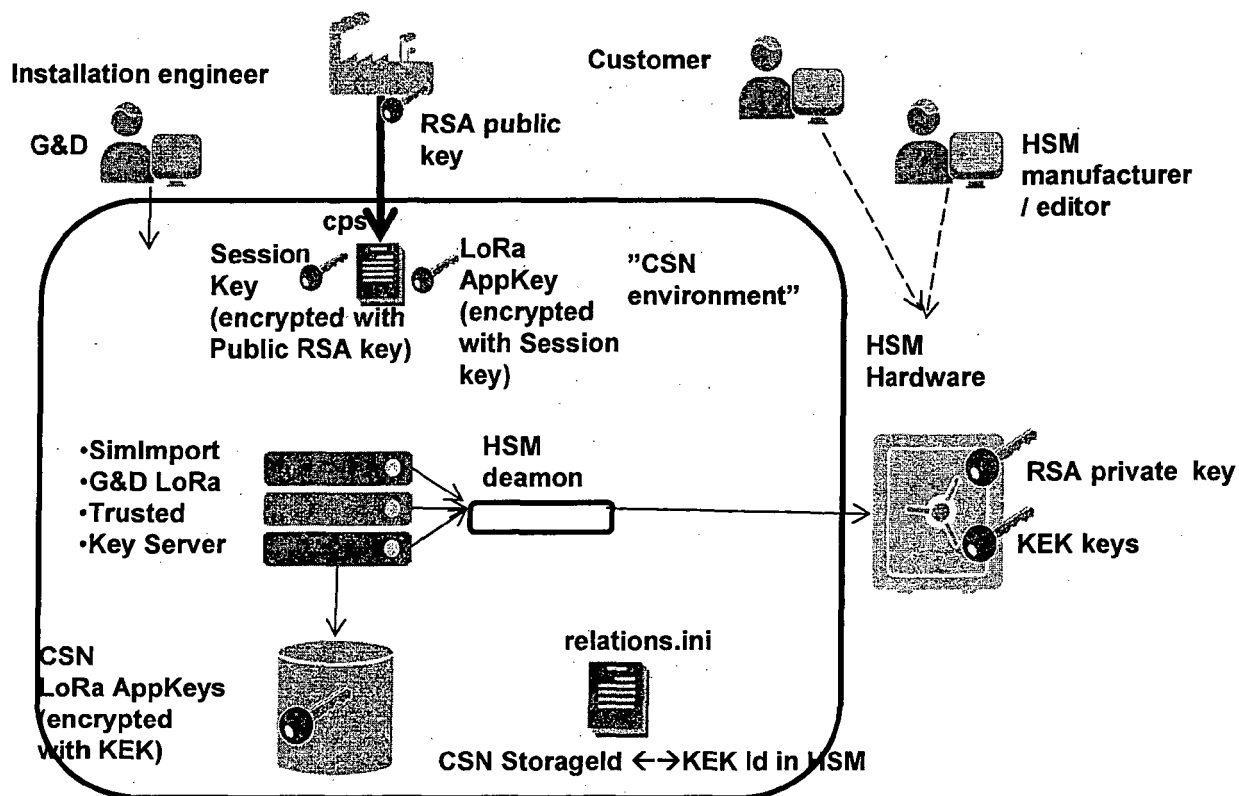 Installation engineer
G&D
RSA public
key
Customer
HSM
manufacturer
/ editor
cps
Session
Key
(encrypted with
Public RSA key)
LoRa
AppKey
(encrypted
with Session
key)
"CSN
environment"
HSM
Hardware
•SimImport
•G&D LoRa
•Trusted
•Key Server
HSM
deamon
RSA private key
KEK keys
CSN
LoRa AppKeys
(encrypted
with KEK)
relations.ini
CSN StorageId ←→KEK Id in HSM